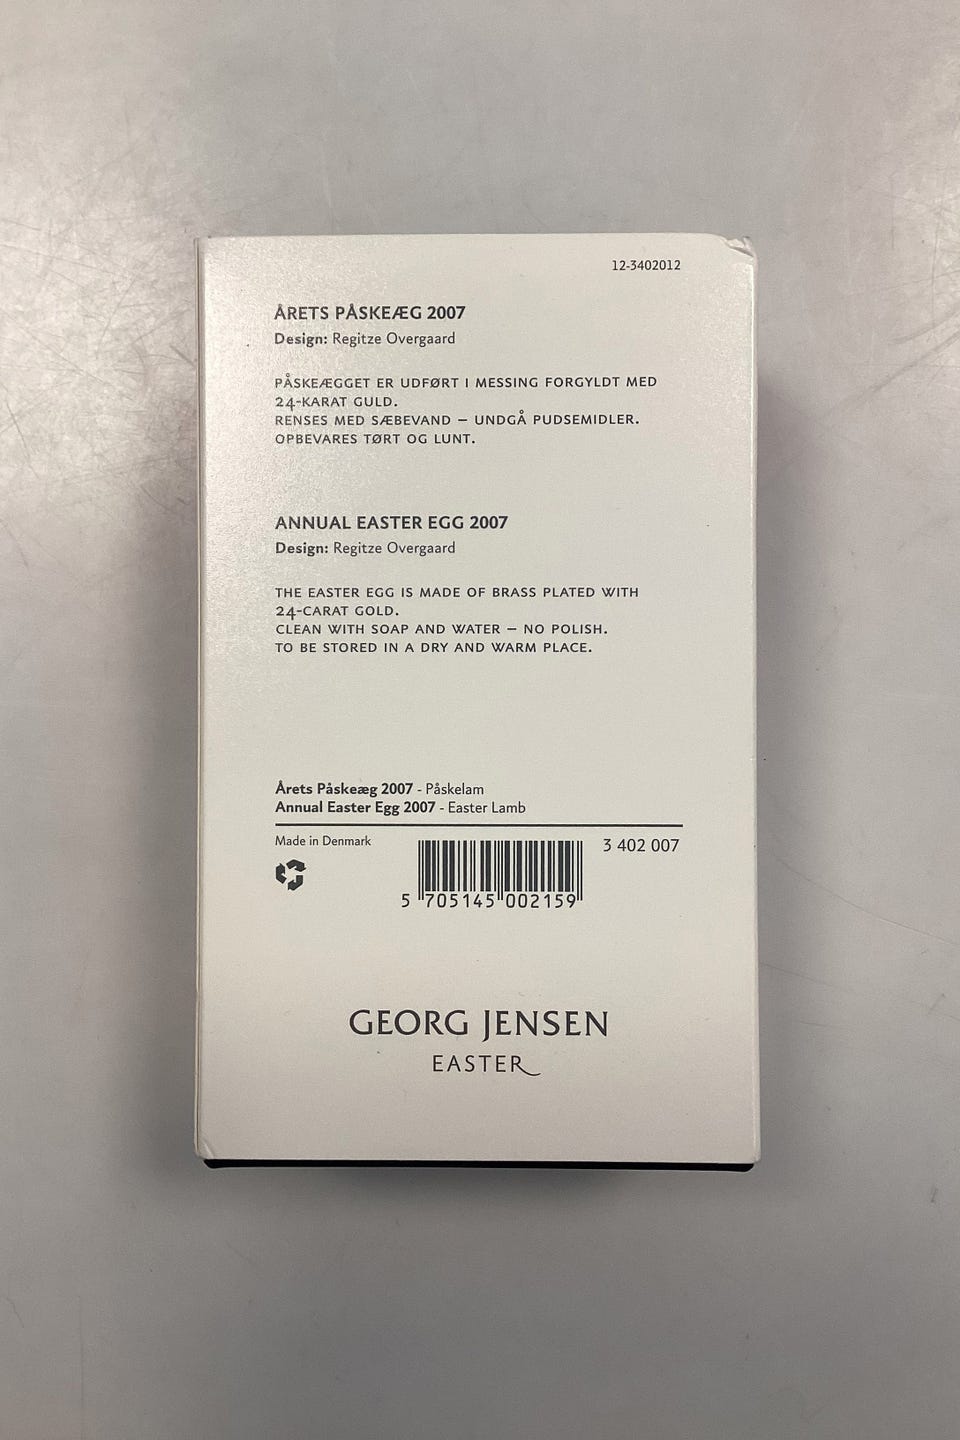 12-3402012
ÅRETS PÅSKEÆG 2007
Design: Regitze Overgaard
PÅSKEÆGGET ER UDFØRT I MESSING FORGYLDT MED
24-KARAT GULD.
RENSES MED SÆBEVAND – UNDGÅ PUDSEMIDLER.
OPBEVARES TØRT OG LUNT.
ANNUAL EASTER EGG 2007
Design: Regitze Overgaard
THE EASTER EGG IS MADE OF BRASS PLATED WITH
24-CARAT GOLD.
CLEAN WITH SOAP AND WATER – NO POLISH.
TO BE STORED IN A DRY AND WARM PLACE.
Årets Påskeæg 2007 - Påskelam
Annual Easter Egg 2007 - Easter Lamb
Made in Denmark
3 402 007
5 705145 002159
GEORG JENSEN
EASTER